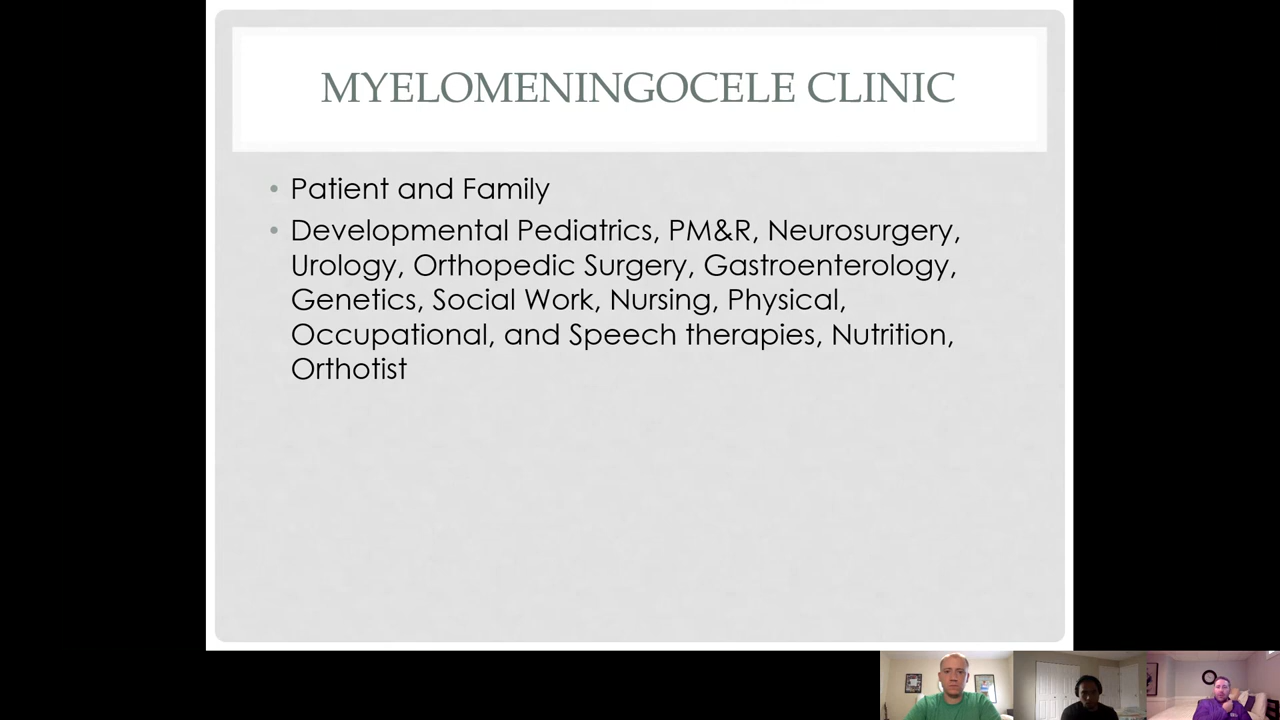 MYELOMENINGOCELE CLINIC
• Patient and Family
• Developmental Pediatrics, PM&R, Neurosurgery,
Urology, Orthopedic Surgery, Gastroenterology,
Genetics, Social Work, Nursing, Physical,
Occupational, and Speech therapies, Nutrition,
Orthotist